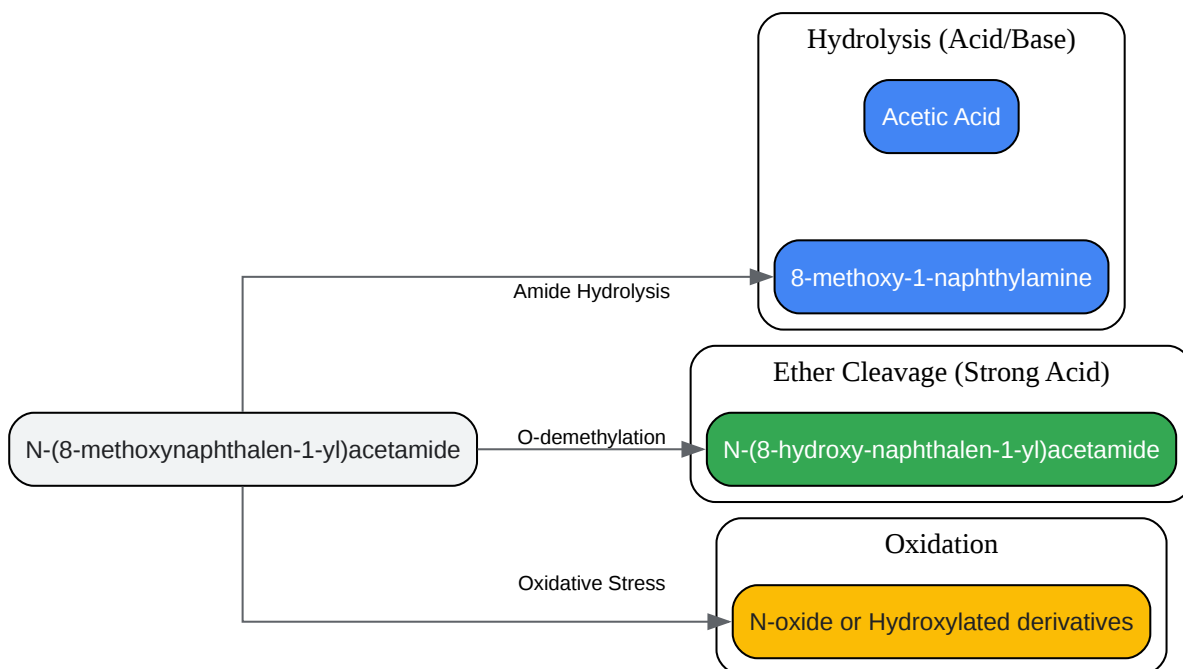 Hydrolysis (Acid/Base)
Acetic Acid
8-methoxy-1-naphthylamine
Amide Hydrolysis
Ether Cleavage (Strong Acid)
N-(8-methoxynaphthalen-1-yl)acetamide
O-demethylation
N-(8-hydroxy-naphthalen-1-yl)acetamide
Oxidation
Oxidative Stress
N-oxide or Hydroxylated derivatives